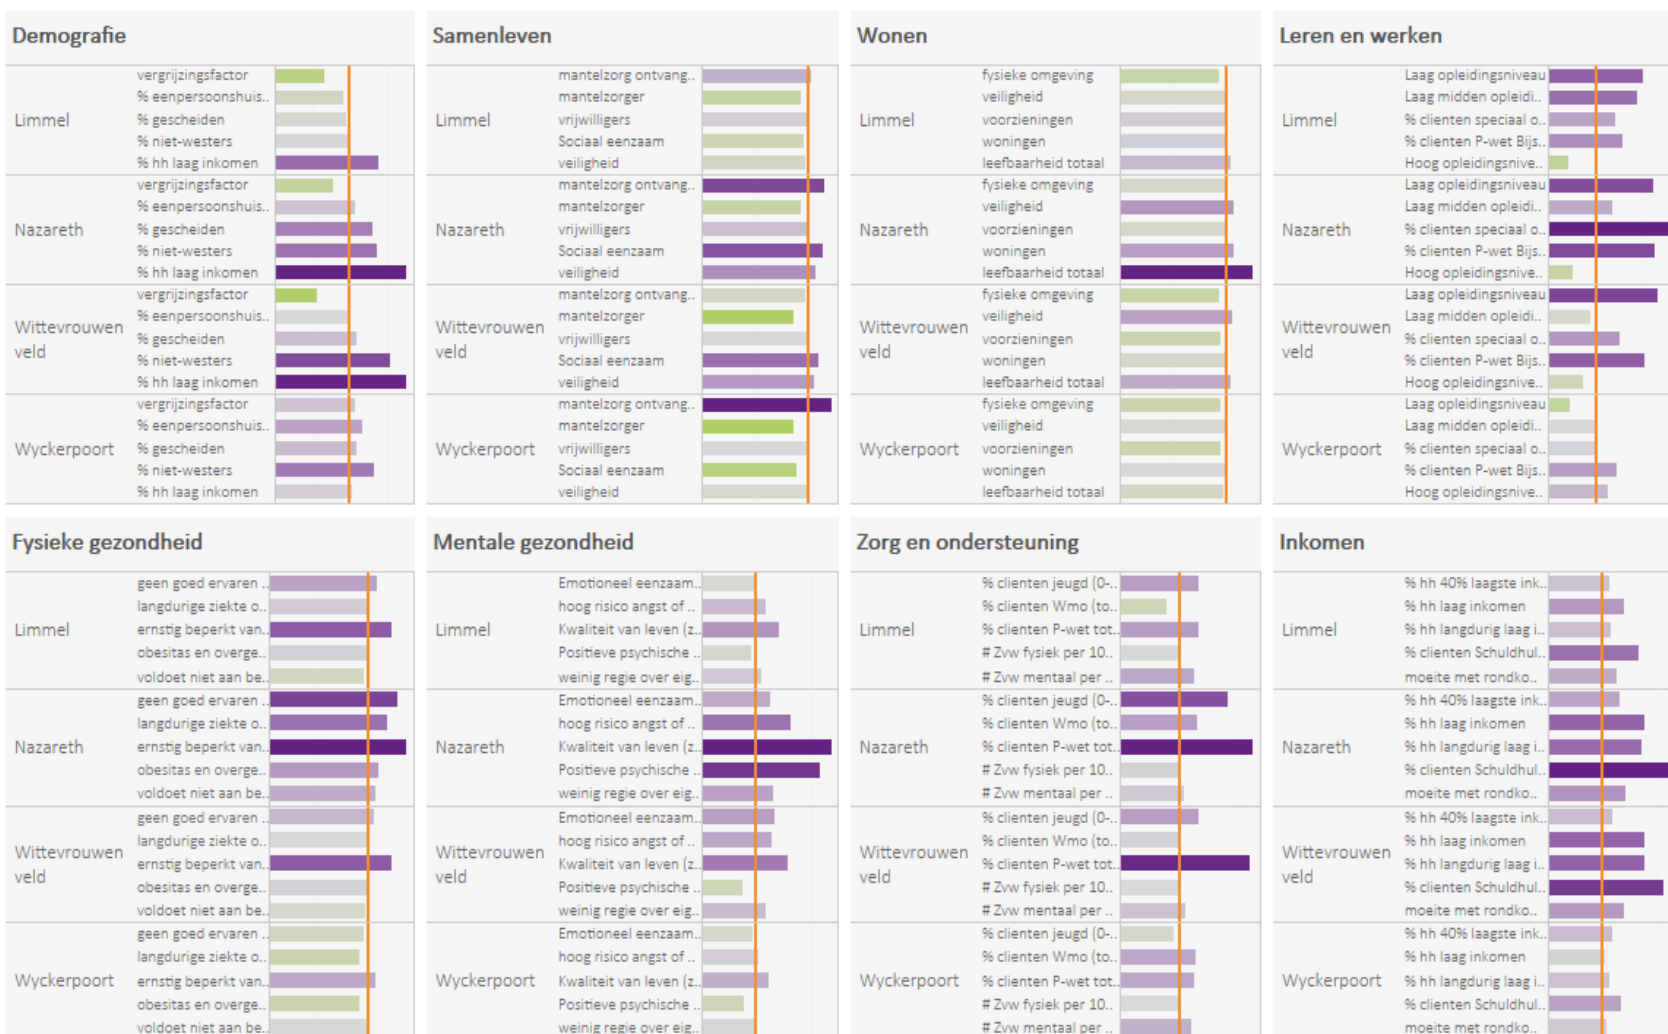 Demografie
Limmel
vergrijzingsfactor
% eenpersoonshuis..
% gescheiden
% niet-westers
% hh laag inkomen
Nazareth
vergrijzingsfactor
% eenpersoonshuis..
% gescheiden
% niet-westers
% hh laag inkomen
Wittevrouwen
veld
vergrijzingsfactor
% eenpersoonshuis..
% gescheiden
% niet-westers
% hh laag inkomen
Wyckerpoort
vergrijzingsfactor
% eenpersoonshuis..
% gescheiden
% niet-westers
% hh laag inkomen
Samenleven
Limmel
mantelzorg ontvang..
mantelzorger
vrijwilligers
Sociaal eenzaam
veiligheid
Nazareth
mantelzorg ontvang..
mantelzorger
vrijwilligers
Sociaal eenzaam
veiligheid
Wittevrouwen
veld
mantelzorg ontvang..
mantelzorger
vrijwilligers
Sociaal eenzaam
veiligheid
Wyckerpoort
mantelzorg ontvang..
mantelzorger
vrijwilligers
Sociaal eenzaam
veiligheid
Wonen
Limmel
fysieke omgeving
veiligheid
voorzieningen
woningen
leefbaarheid totaal
Nazareth
fysieke omgeving
veiligheid
voorzieningen
woningen
leefbaarheid totaal
Wittevrouwen
veld
fysieke omgeving
veiligheid
voorzieningen
woningen
leefbaarheid totaal
Wyckerpoort
fysieke omgeving
veiligheid
voorzieningen
woningen
leefbaarheid totaal
Leren en werken
Limmel
Laag opleidingsniveau
Laag midden opleidi..
% clienten speciaal o..
% clienten P-wet Bijs..
Hoog opleidingsnive..
Nazareth
Laag opleidingsniveau
Laag midden opleidi..
% clienten speciaal o..
% clienten P-wet Bijs..
Hoog opleidingsnive..
Wittevrouwen
veld
Laag opleidingsniveau
Laag midden opleidi..
% clienten speciaal o..
% clienten P-wet Bijs..
Hoog opleidingsnive..
Wyckerpoort
Laag opleidingsniveau
Laag midden opleidi..
% clienten speciaal o..
% clienten P-wet Bijs..
Hoog opleidingsnive..
Fysieke gezondheid
Limmel
geen goed ervaren ..
langdurige ziekte o..
ernstig beperkt van..
obesitas en overge..
voldoet niet aan be..
Nazareth
geen goed ervaren ..
langdurige ziekte o..
ernstig beperkt van..
obesitas en overge..
voldoet niet aan be..
Wittevrouwen
veld
geen goed ervaren ..
langdurige ziekte o..
ernstig beperkt van..
obesitas en overge..
voldoet niet aan be..
Wyckerpoort
geen goed ervaren ..
langdurige ziekte o..
ernstig beperkt van..
obesitas en overge..
voldoet niet aan be..
Mentale gezondheid
Limmel
Emotioneel eenzaam..
hoog risico angst of ..
Kwaliteit van leven (z..
Positieve psychische ..
weinig regie over eig..
Nazareth
Emotioneel eenzaam..
hoog risico angst of ..
Kwaliteit van leven (z..
Positieve psychische ..
weinig regie over eig..
Wittevrouwen
veld
Emotioneel eenzaam..
hoog risico angst of ..
Kwaliteit van leven (z..
Positieve psychische ..
weinig regie over eig..
Wyckerpoort
Emotioneel eenzaam..
hoog risico angst of ..
Kwaliteit van leven (z..
Positieve psychische ..
weinig regie over eig..
Zorg en ondersteuning
Limmel
% clienten jeugd (0-..
% clienten Wmo (to..
% clienten P-wet tot..
# Zvw fysiek per 10..
# Zvw mentaal per ..
Nazareth
% clienten jeugd (0-..
% clienten Wmo (to..
% clienten P-wet tot..
# Zvw fysiek per 10..
# Zvw mentaal per ..
Wittevrouwen
veld
% clienten jeugd (0-..
% clienten Wmo (to..
% clienten P-wet tot..
# Zvw fysiek per 10..
# Zvw mentaal per ..
Wyckerpoort
% clienten jeugd (0-..
% clienten Wmo (to..
% clienten P-wet tot..
# Zvw fysiek per 10..
# Zvw mentaal per ..
Inkomen
Limmel
% hh 40% laagste ink..
% hh laag inkomen
% hh langdurig laag i..
% clienten Schuldhul..
moeite met rondko..
Nazareth
% hh 40% laagste ink..
% hh laag inkomen
% hh langdurig laag i..
% clienten Schuldhul..
moeite met rondko..
Wittevrouwen
veld
% hh 40% laagste ink..
% hh laag inkomen
% hh langdurig laag i..
% clienten Schuldhul..
moeite met rondko..
Wyckerpoort
% hh 40% laagste ink..
% hh laag inkomen
% hh langdurig laag i..
% clienten Schuldhul..
moeite met rondko..